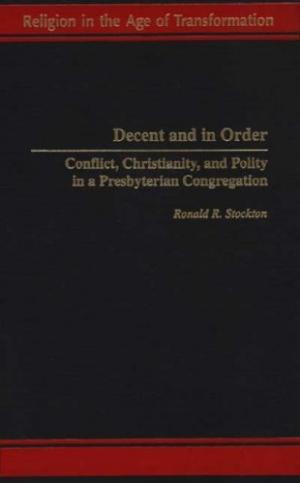 Religion in the Age of Transformation
Decent and in Order
Conflict, Christianity, and Polity
in a Presbyterian Congregation
Ronald R. Stockton